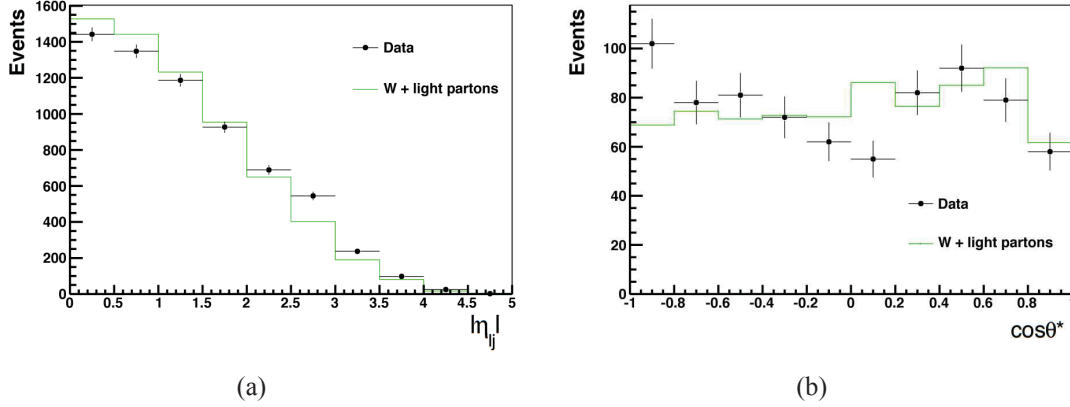 Events
1600
1400
1200
1000
800
600
400
200
0
0 0.5 1 1.5 2 2.5 3 3.5 4 4.5 5
|η_lj|
Data
W + light partons
(a)
Events
100
80
60
40
20
0
-1 -0.8 -0.6 -0.4 -0.2 0 0.2 0.4 0.6 0.8
cosθ*
Data
W + light partons
(b)